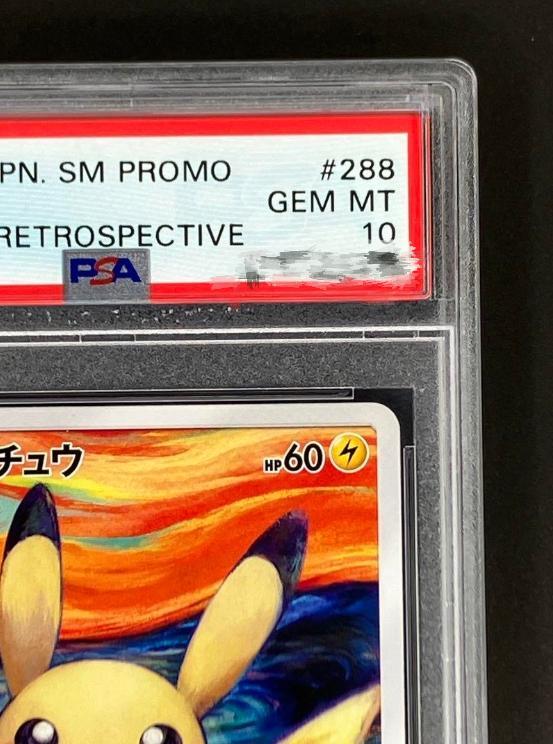 PN. SM PROMO #288
GEM MT
RETROSPECTIVE 10
PSA
チュウ HP60